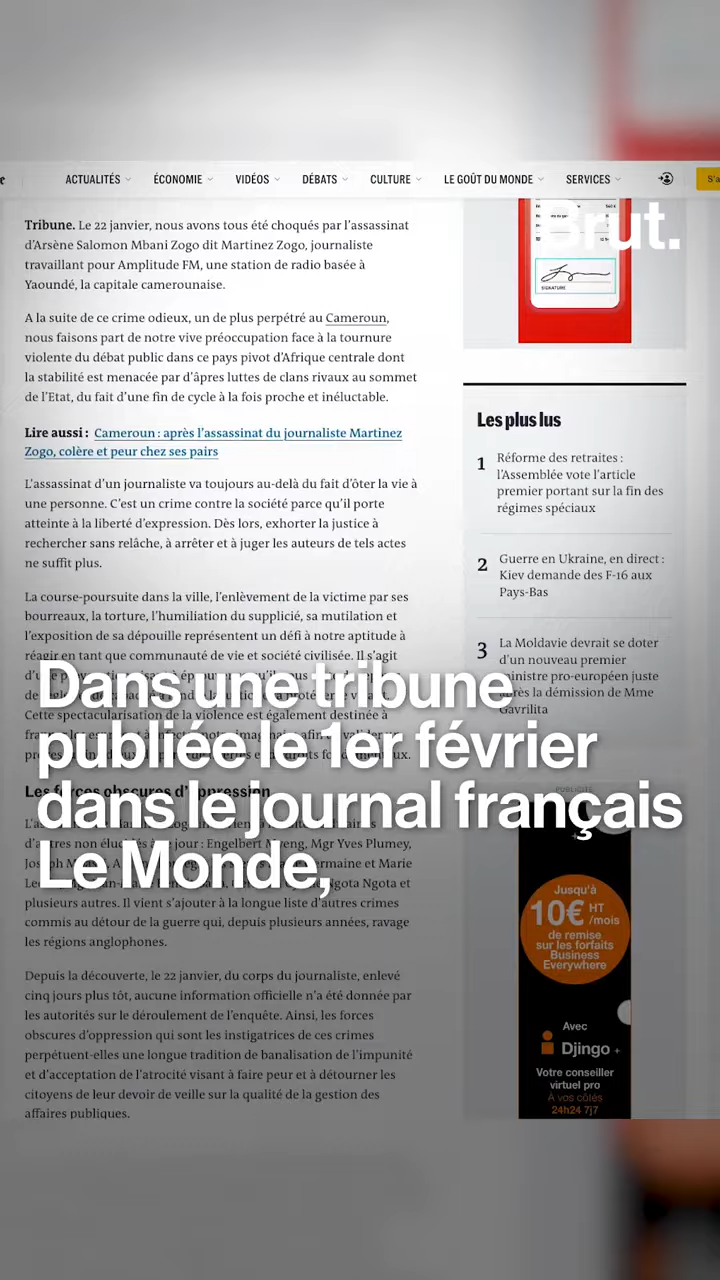 ACTUALITÉS
ÉCONOMIE
VIDÉOS
DÉBATS
CULTURE
LE GOÛT DU MONDE
SERVICES
Brut.
SIGNATURE
Tribune. Le 22 janvier, nous avons tous été choqués par l'assassinat
d'Arsène Salomon Mbani Zogo dit Martinez Zogo, journaliste
travaillant pour Amplitude FM, une station de radio basée à
Yaoundé, la capitale camerounaise.
A la suite de ce crime odieux, un de plus perpétré au Cameroun,
nous faisons part de notre vive préoccupation face à la tournure
violente du débat public dans ce pays pivot d'Afrique centrale dont
la stabilité est menacée par d'âpres luttes de clans rivaux au sommet
de l'Etat, du fait d'une fin de cycle à la fois proche et inéluctable.
Lire aussi : Cameroun : après l'assassinat du journaliste Martinez
Zogo, colère et peur chez ses pairs
L'assassinat d'un journaliste va toujours au-delà du fait d'ôter la vie à
une personne. C'est un crime contre la société parce qu'il porte
atteinte à la liberté d'expression. Dès lors, exhorter la justice à
rechercher sans relâche, à arrêter et à juger les auteurs de tels actes
ne suffit plus.
La course-poursuite dans la ville, l'enlèvement de la victime par ses
bourreaux, la torture, l'humiliation du supplicié, sa mutilation et
l'exposition de sa dépouille représentent un défi à notre aptitude à
réagir en tant que communauté de vie et société civilisée. Il s'agit
Cette spectacularisation de la violence est également destinée à
Les forces obscures d'oppression
plusieurs autres. Il vient s'ajouter à la longue liste d'autres crimes
commis au détour de la guerre qui, depuis plusieurs années, ravage
les régions anglophones.
Depuis la découverte, le 22 janvier, du corps du journaliste, enlevé
cinq jours plus tôt, aucune information officielle n'a été donnée par
les autorités sur le déroulement de l'enquête. Ainsi, les forces
obscures d'oppression qui sont les instigatrices de ces crimes
perpétuent-elles une longue tradition de banalisation de l'impunité
et d'acceptation de l'atrocité visant à faire peur et à détourner les
citoyens de leur devoir de veille sur la qualité de la gestion des
affaires publiques.
Les plus lus
1 Réforme des retraites :
l'Assemblée vote l'article
premier portant sur la fin des
régimes spéciaux
2 Guerre en Ukraine, en direct :
Kiev demande des F-16 aux
Pays-Bas
3 La Moldavie devrait se doter
d'un nouveau premier
ministre pro-européen juste
après la démission de Mme
Gavrilita
Dans une tribune
publiée le 1er février
dans le journal français
Le Monde,
PUBLICITÉ
Jusqu'à
10€ HT
/mois
de remise
sur les forfaits
Business
Everywhere
Avec
Djingo
Votre conseiller
virtuel pro
À vos côtés
24h24 7j7